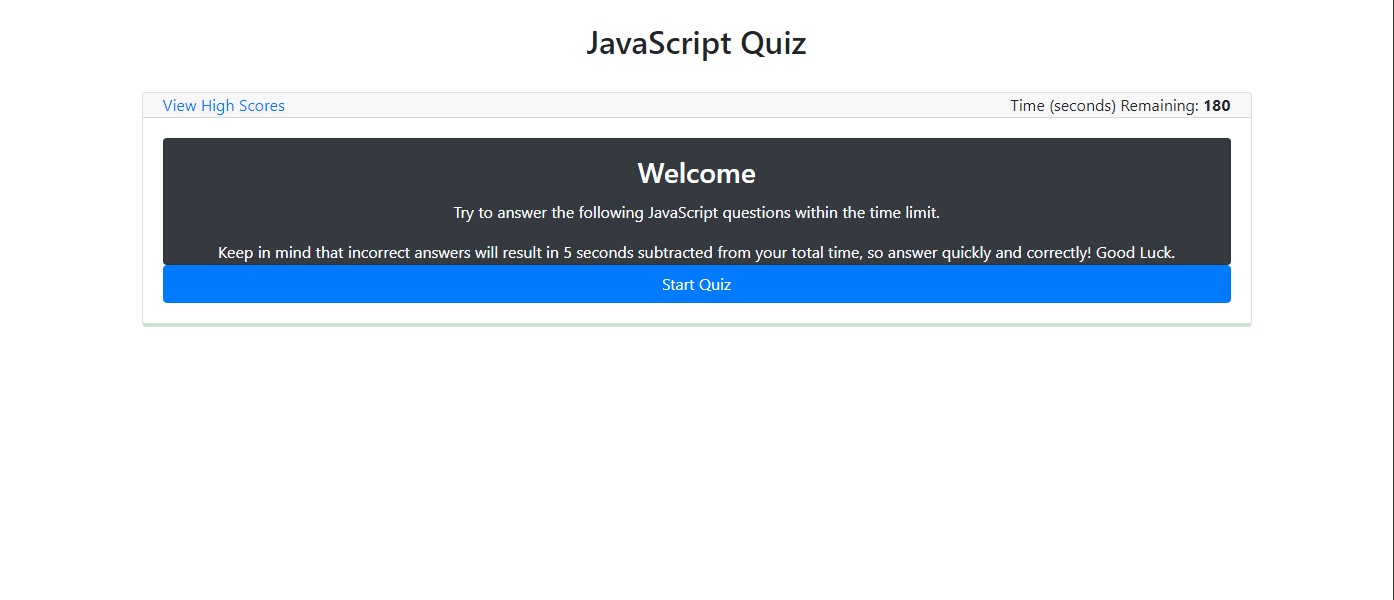 JavaScript Quiz
View High Scores
Time (seconds) Remaining: 180
Welcome
Try to answer the following JavaScript questions within the time limit.
Keep in mind that incorrect answers will result in 5 seconds subtracted from your total time, so answer quickly and correctly! Good Luck.
Start Quiz